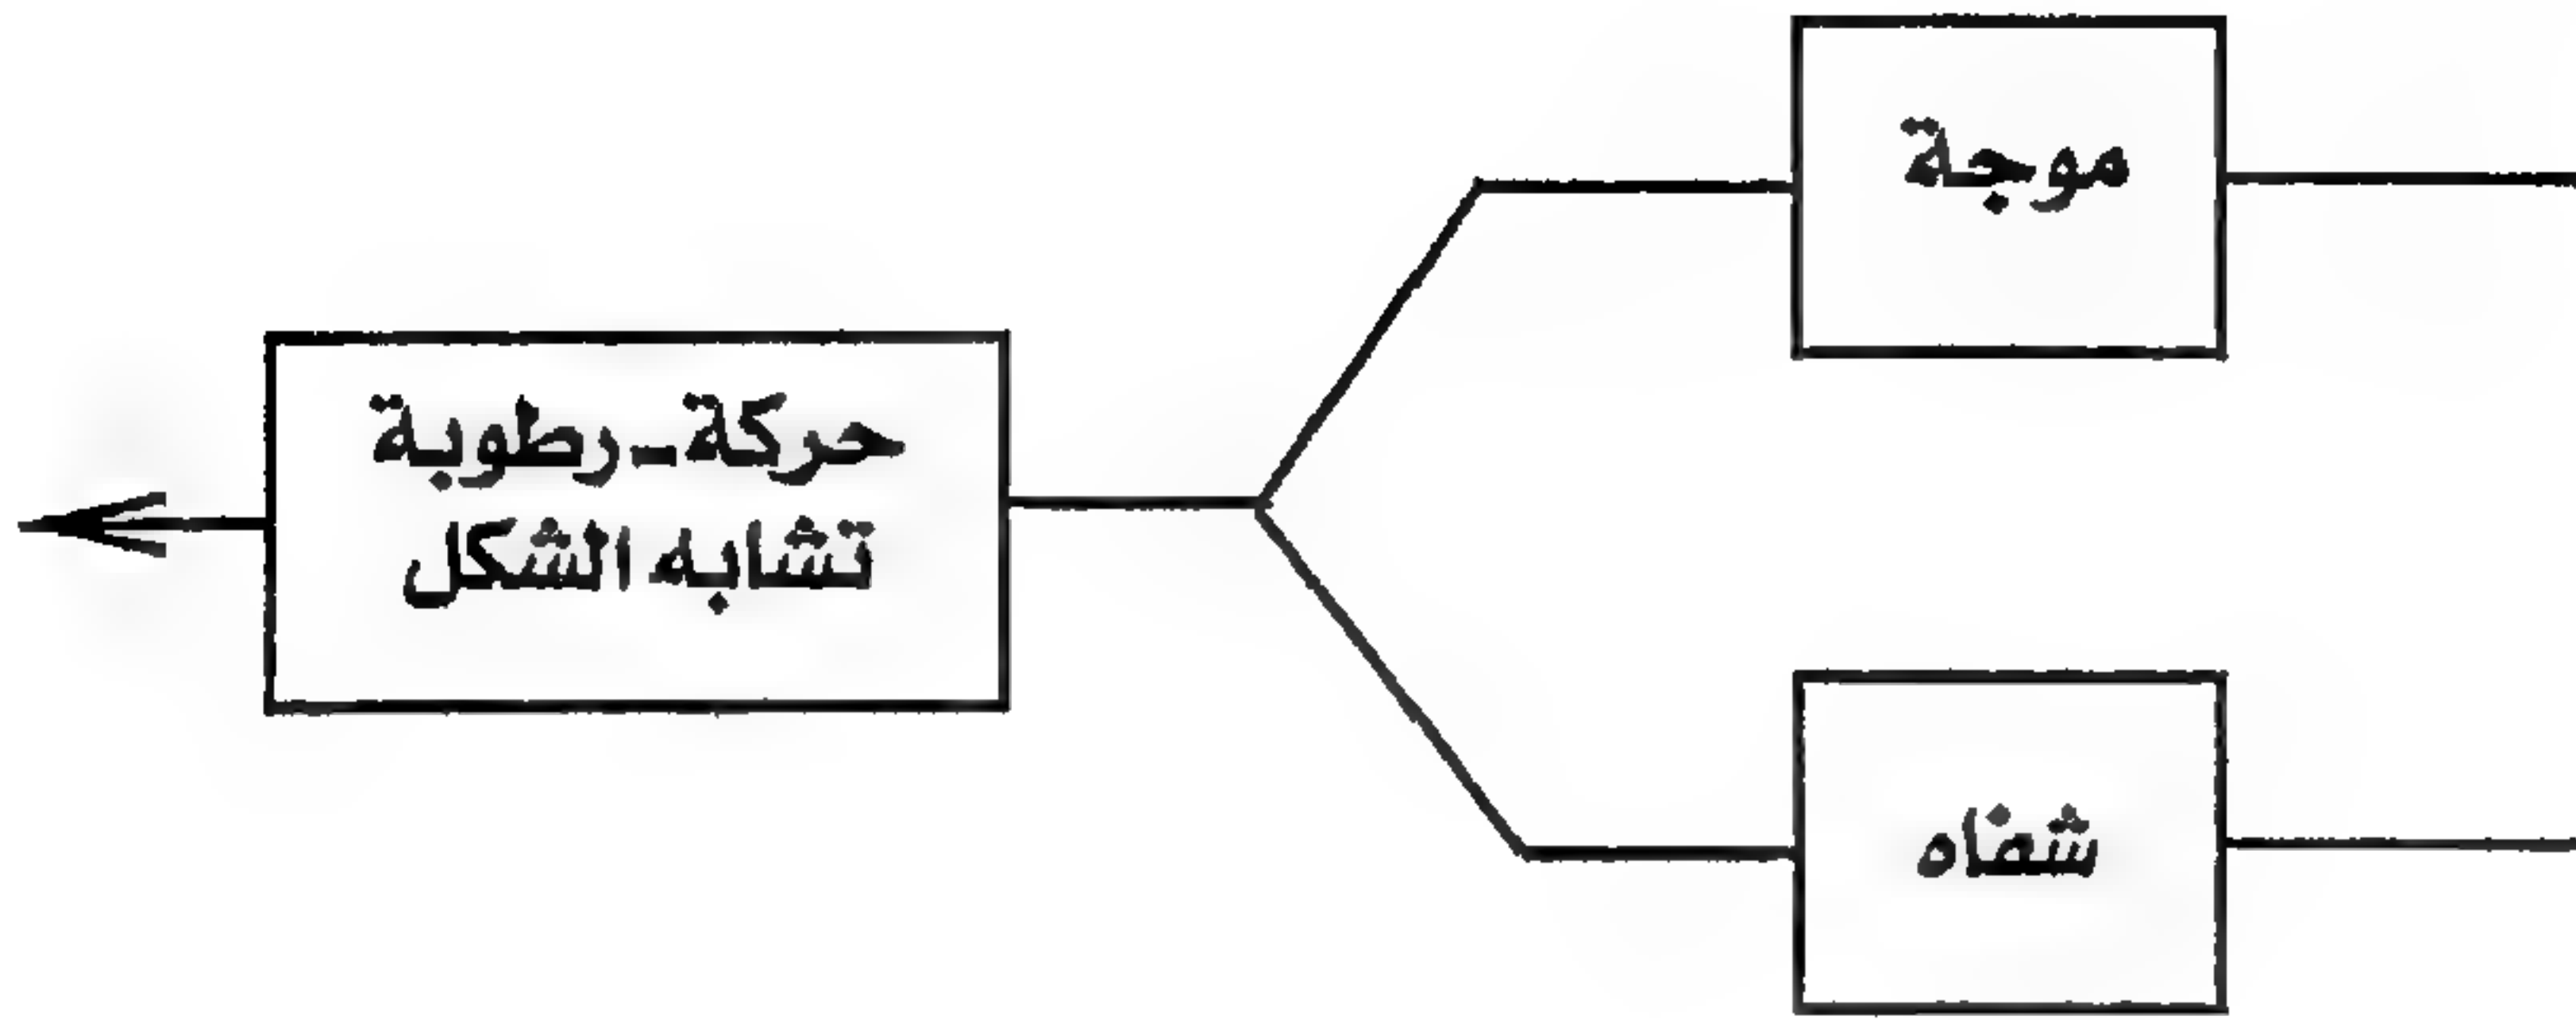 موجة
حركة-رطوبة
تشابه الشكل
شفاه